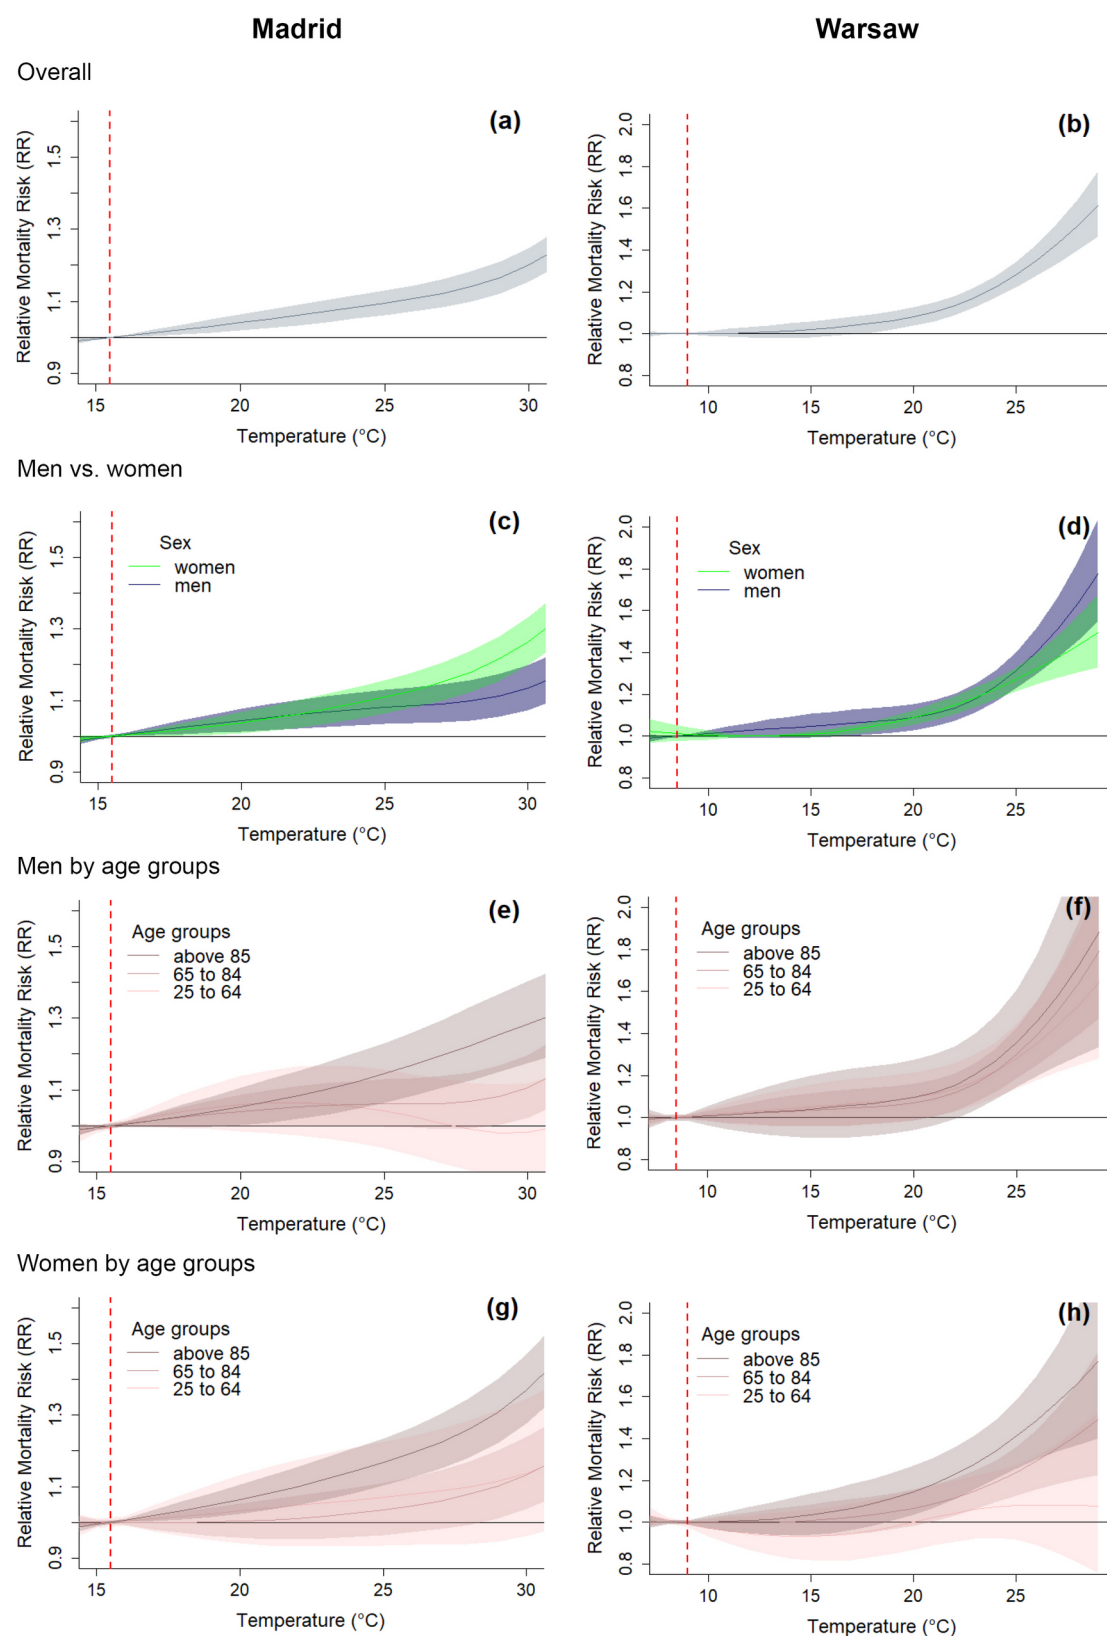 Madrid
Warsaw
Overall
(a)
Relative Mortality Risk (RR)
1.5
1.3
1.1
0.9
15
20
25
30
Temperature (°C)
(b)
Relative Mortality Risk (RR)
2.0
1.8
1.6
1.4
1.2
1.0
0.8
10
15
20
25
Temperature (°C)
Men vs. women
(c)
Sex
women
men
Relative Mortality Risk (RR)
1.5
1.3
1.1
0.9
15
20
25
30
Temperature (°C)
(d)
Sex
women
men
Relative Mortality Risk (RR)
2.0
1.8
1.6
1.4
1.2
1.0
0.8
10
15
20
25
Temperature (°C)
Men by age groups
(e)
Age groups
above 85
65 to 84
25 to 64
Relative Mortality Risk (RR)
1.5
1.3
1.1
0.9
15
20
25
30
Temperature (°C)
(f)
Age groups
above 85
65 to 84
25 to 64
Relative Mortality Risk (RR)
2.0
1.8
1.6
1.4
1.2
1.0
0.8
10
15
20
25
Temperature (°C)
Women by age groups
(g)
Age groups
above 85
65 to 84
25 to 64
Relative Mortality Risk (RR)
1.5
1.3
1.1
0.9
15
20
25
30
Temperature (°C)
(h)
Age groups
above 85
65 to 84
25 to 64
Relative Mortality Risk (RR)
2.0
1.8
1.6
1.4
1.2
1.0
0.8
10
15
20
25
Temperature (°C)